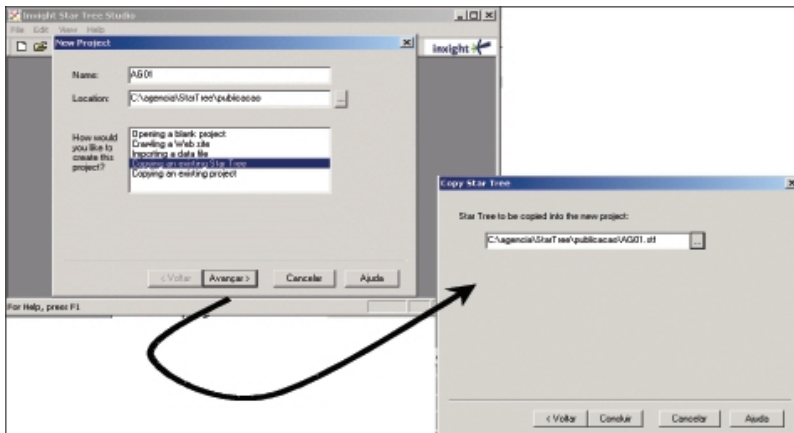 Inxight Star Tree Studio
File Edit View Help
inxight
New Project
Name: AG01
Location: C:\agencia\StarTree\publicacao ...
How would you like to create this project?
Opening a blank project
Crawling a Web site
Importing a data file
Copying an existing Star Tree
Copying an existing project
< Voltar Avançar > Cancelar Ajuda
For Help, press F1
Copy Star Tree
Star Tree to be copied into the new project:
C:\agencia\StarTree\publicacao\AG01.stf ...
< Voltar Concluir Cancelar Ajuda